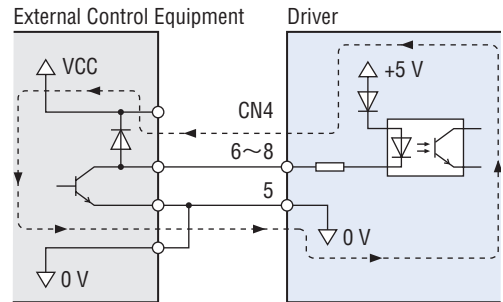 External Control Equipment
Driver
VCC
+5 V
CN4
6～8
5
0 V
0 V